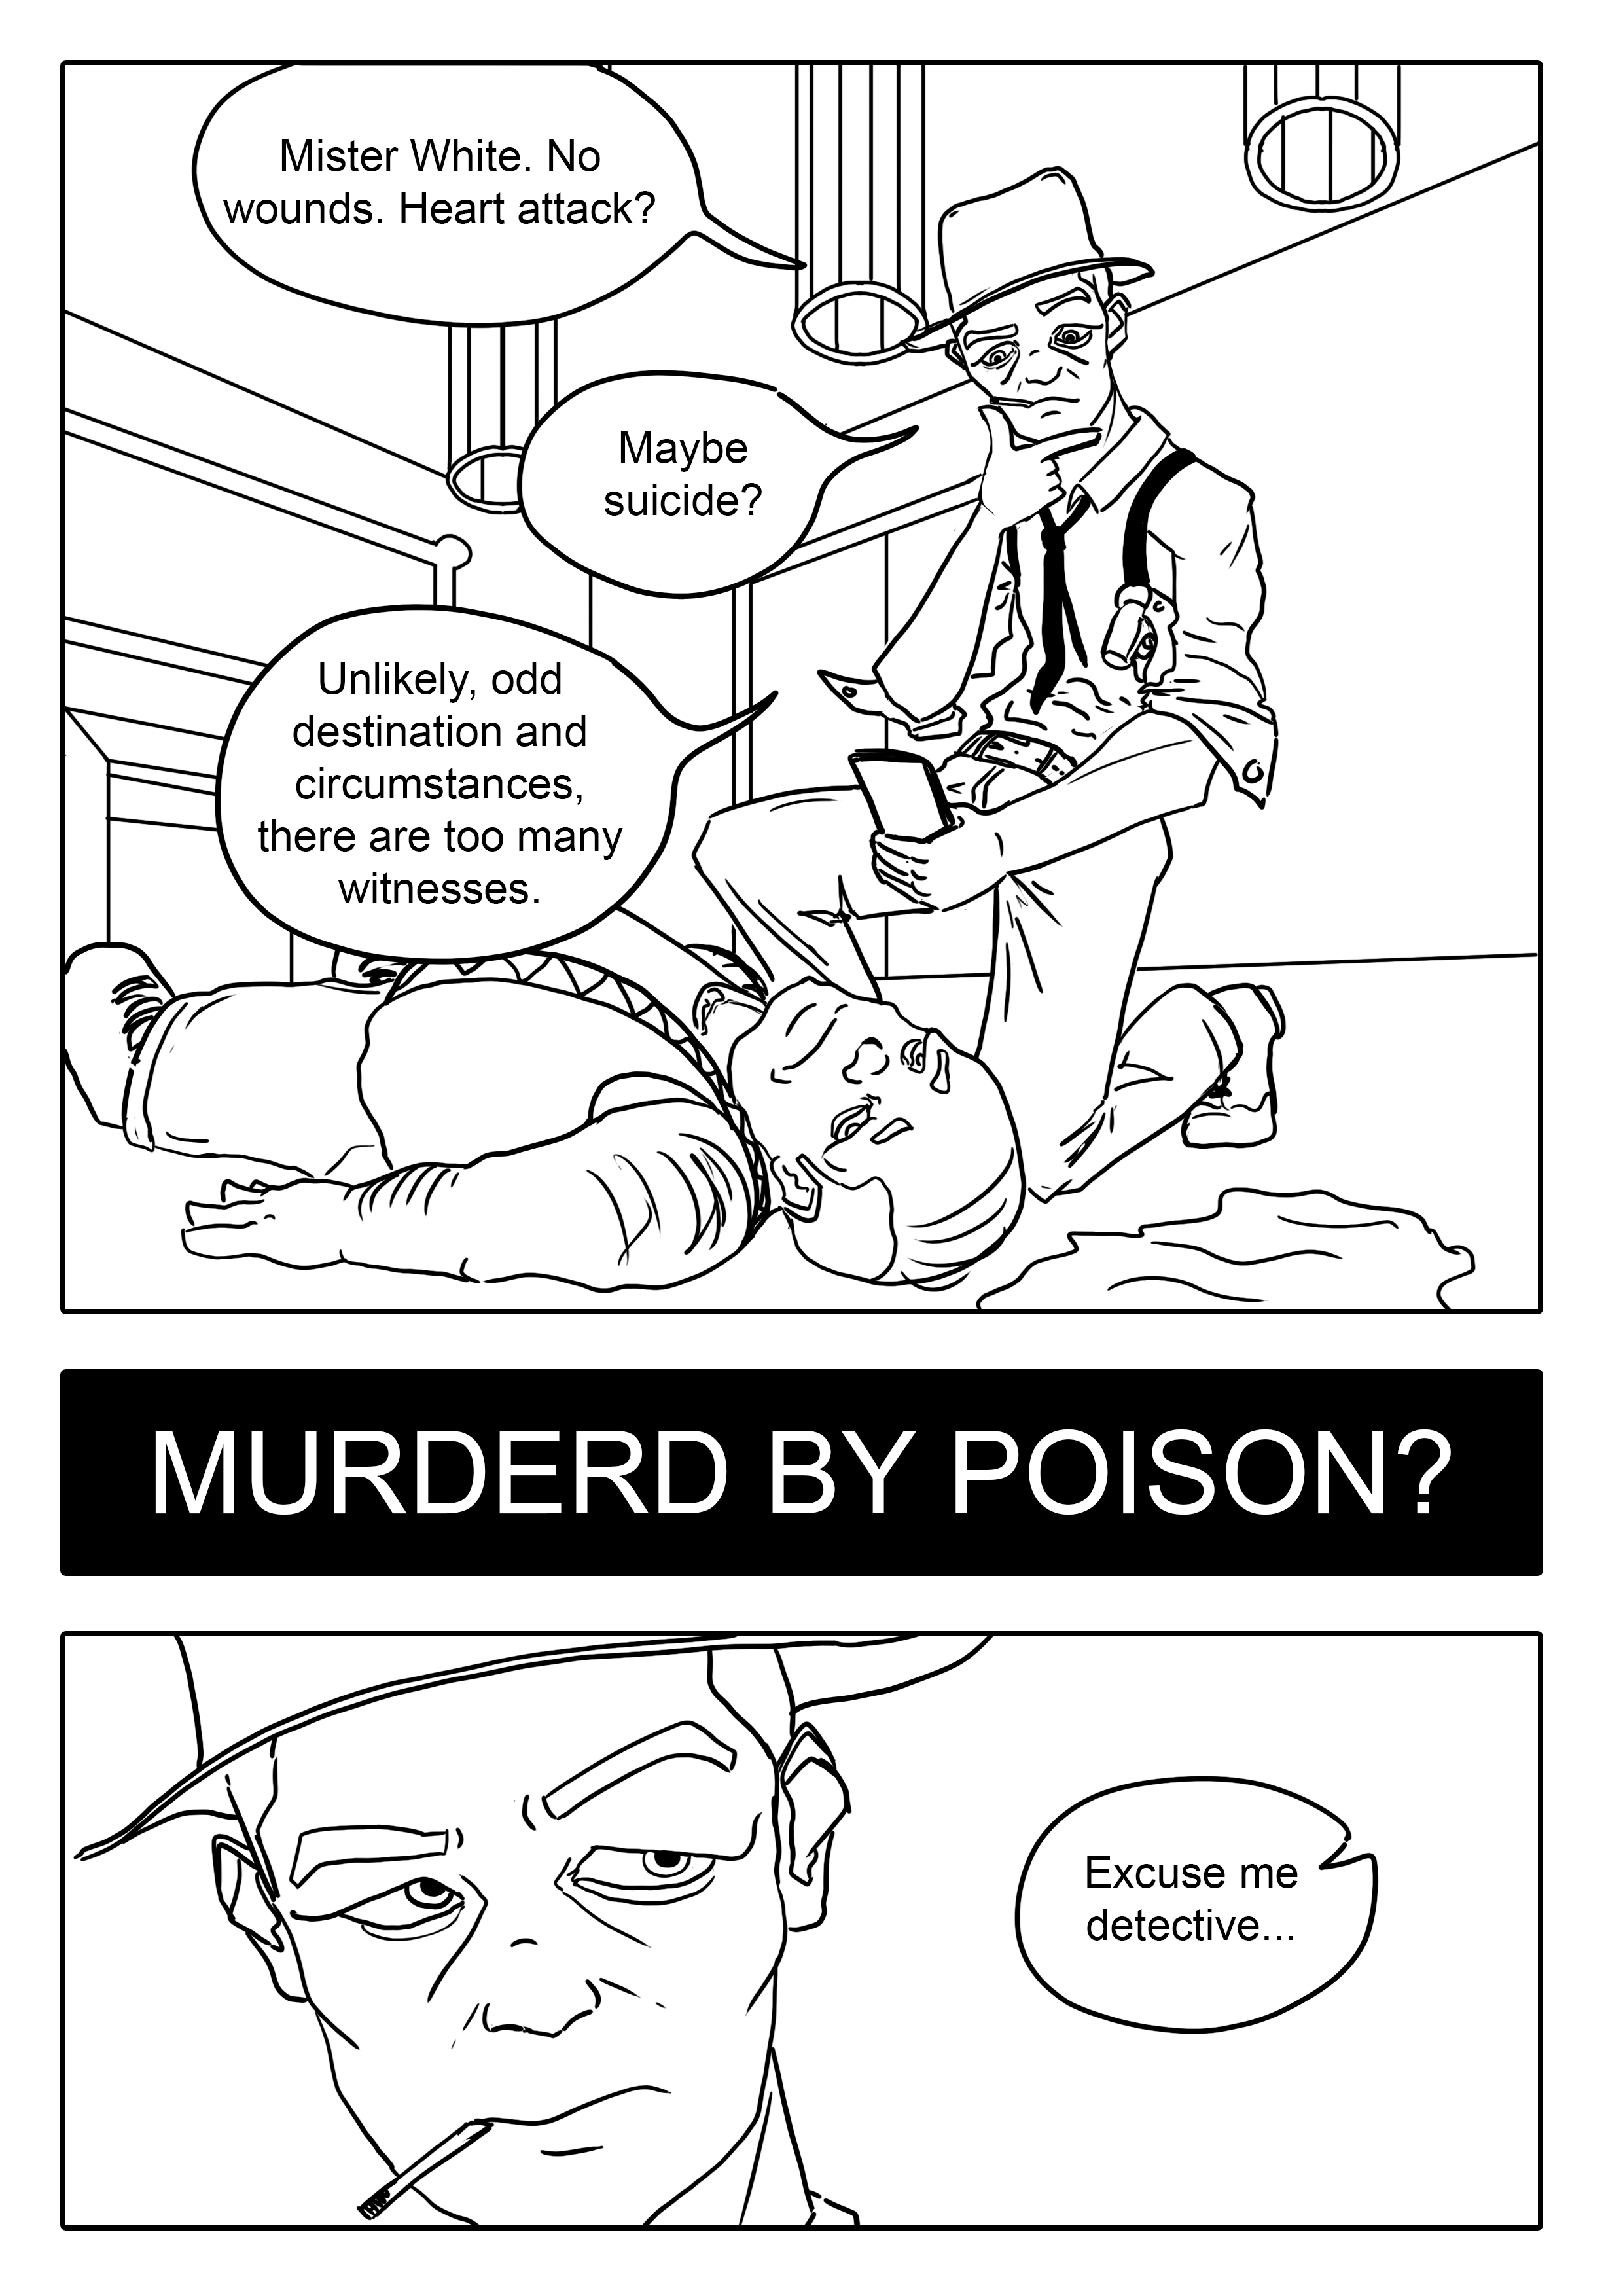 Mister White. No
wounds. Heart attack?
Maybe
suicide?
Unlikely, odd
destination and
circumstances,
there are too many
witnesses.
MURDERD BY POISON?
Excuse me
detective...